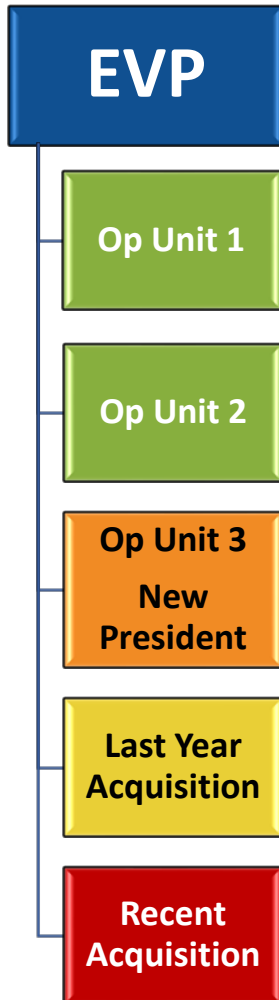 EVP
Op Unit 1
Op Unit 2
Op Unit 3
New
President
Last Year
Acquisition
Recent
Acquisition